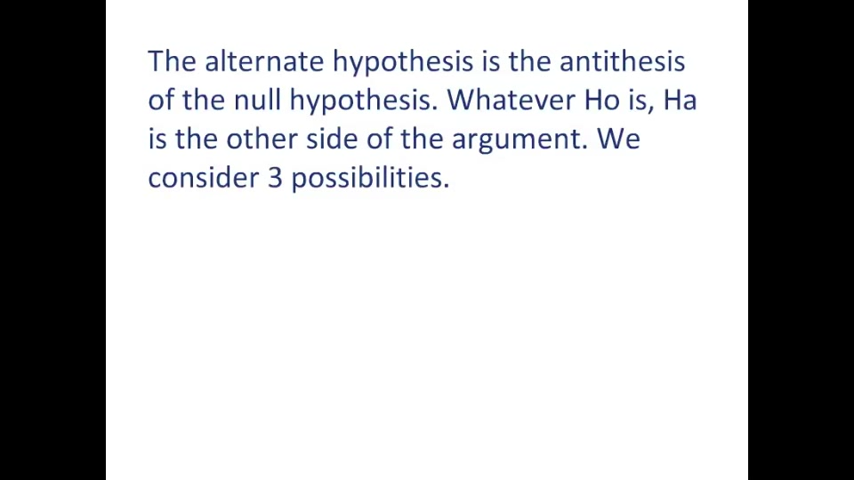 The alternate hypothesis is the antithesis
of the null hypothesis. Whatever Ho is, Ha
is the other side of the argument. We
consider 3 possibilities.